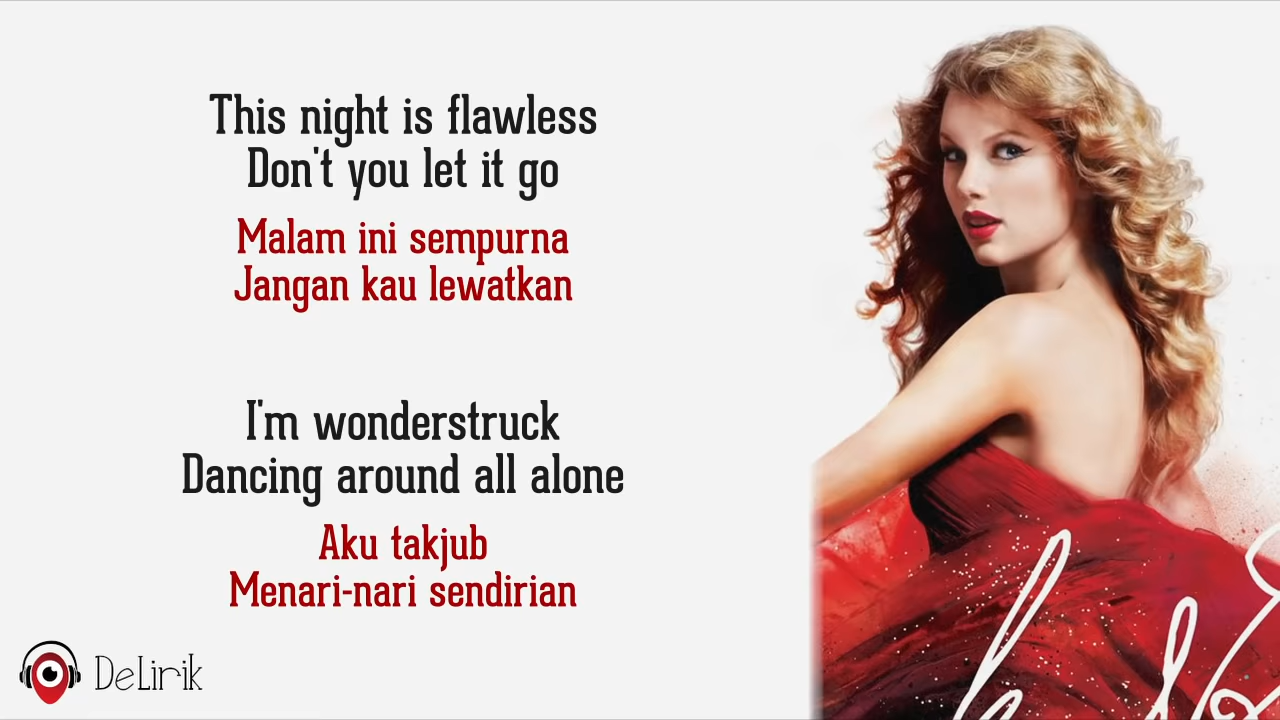 This night is flawless
Don't you let it go
Malam ini sempurna
Jangan kau lewatkan
I'm wonderstruck
Dancing around all alone
Aku takjub
Menari-nari sendirian
DeLirik